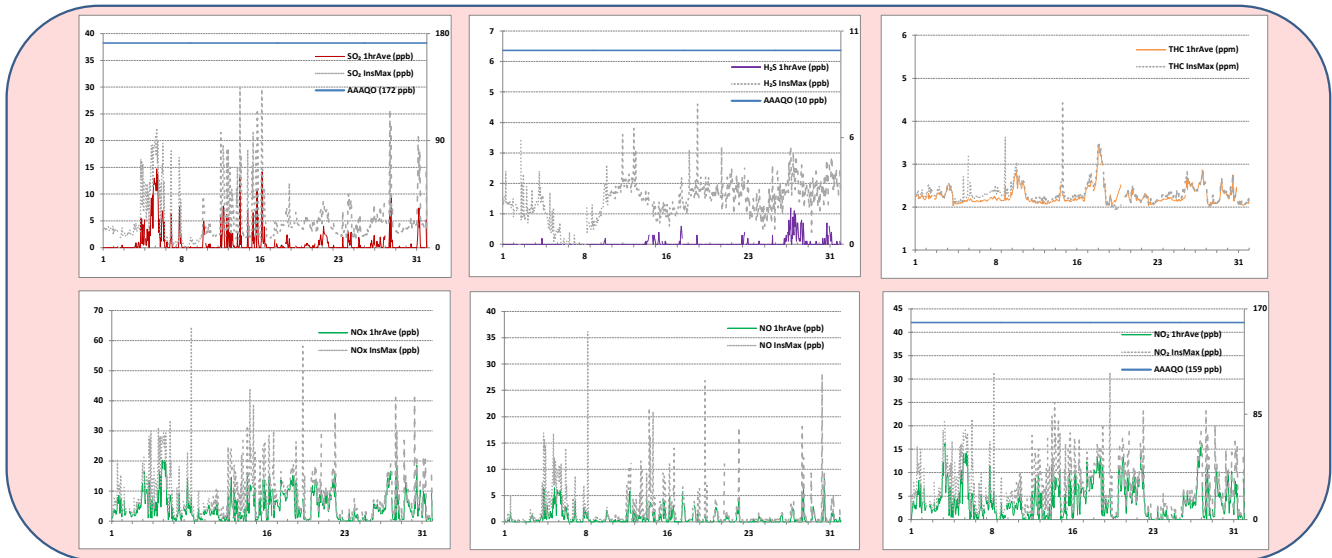 40
35
30
25
20
15
10
5
0
180
90
0
SO₂ 1hrAve (ppb)
SO₂ InsMax (ppb)
AAAQO (172 ppb)
1 8 16 23 31
7
6
5
4
3
2
1
0
11
6
0
H₂S 1hrAve (ppb)
H₂S InsMax (ppb)
AAAQO (10 ppb)
1 8 16 23 31
6
5
4
3
2
1
THC 1hrAve (ppm)
THC InsMax (ppm)
1 8 16 23 31
70
60
50
40
30
20
10
0
NOx 1hrAve (ppb)
NOx InsMax (ppb)
1 8 16 23 31
40
35
30
25
20
15
10
5
0
NO 1hrAve (ppb)
NO InsMax (ppb)
1 8 16 23 31
45
40
35
30
25
20
15
10
5
0
170
85
0
NO₂ 1hrAve (ppb)
NO₂ InsMax (ppb)
AAAQO (159 ppb)
1 8 16 23 31